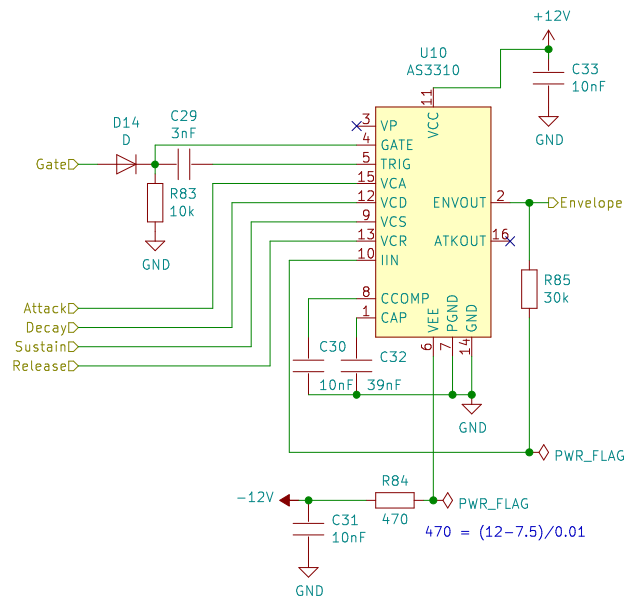 +12V
U10
AS3310
C33
10nF
GND
11
VCC
D14
D
C29
3nF
Gate
R83
10k
GND
3
VP
4
GATE
5
TRIG
15
VCA
12
VCD
9
VCS
13
VCR
10
IIN
8
CCOMP
1
CAP
2
ENVOUT
Envelope
16
ATKOUT
R85
30k
Attack
Decay
Sustain
Release
VEE
PGND
GND
6
7
14
C30
10nF
C32
39nF
GND
PWR_FLAG
-12V
R84
470
PWR_FLAG
C31
10nF
470 = (12-7.5)/0.01
GND